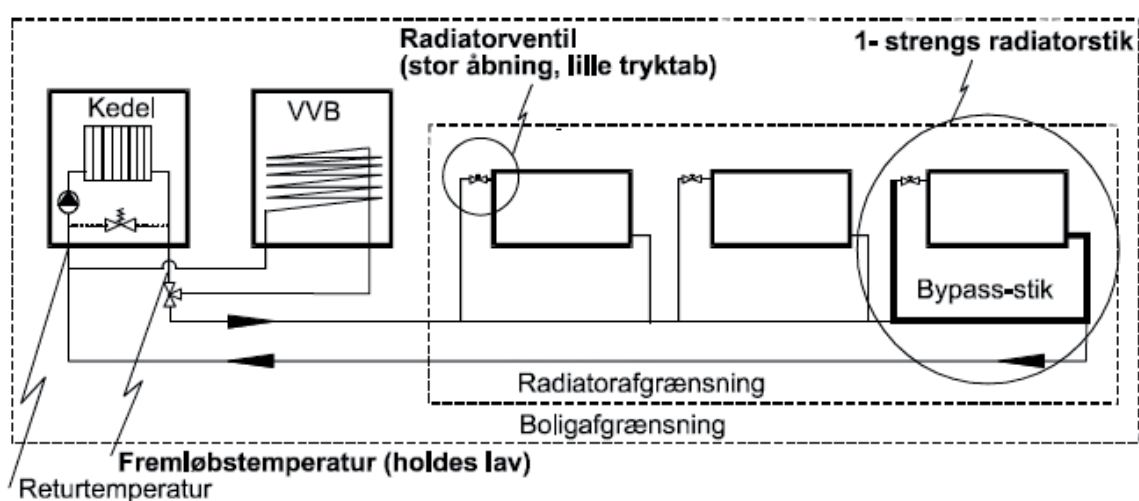 Radiatorventil
(stor åbning, lille tryktab)
1- strengs radiatorstik
Kedel
VVB
Bypass-stik
Radiatorafgrænsning
Boligafgrænsning
Fremløbstemperatur (holdes lav)
Returtemperatur